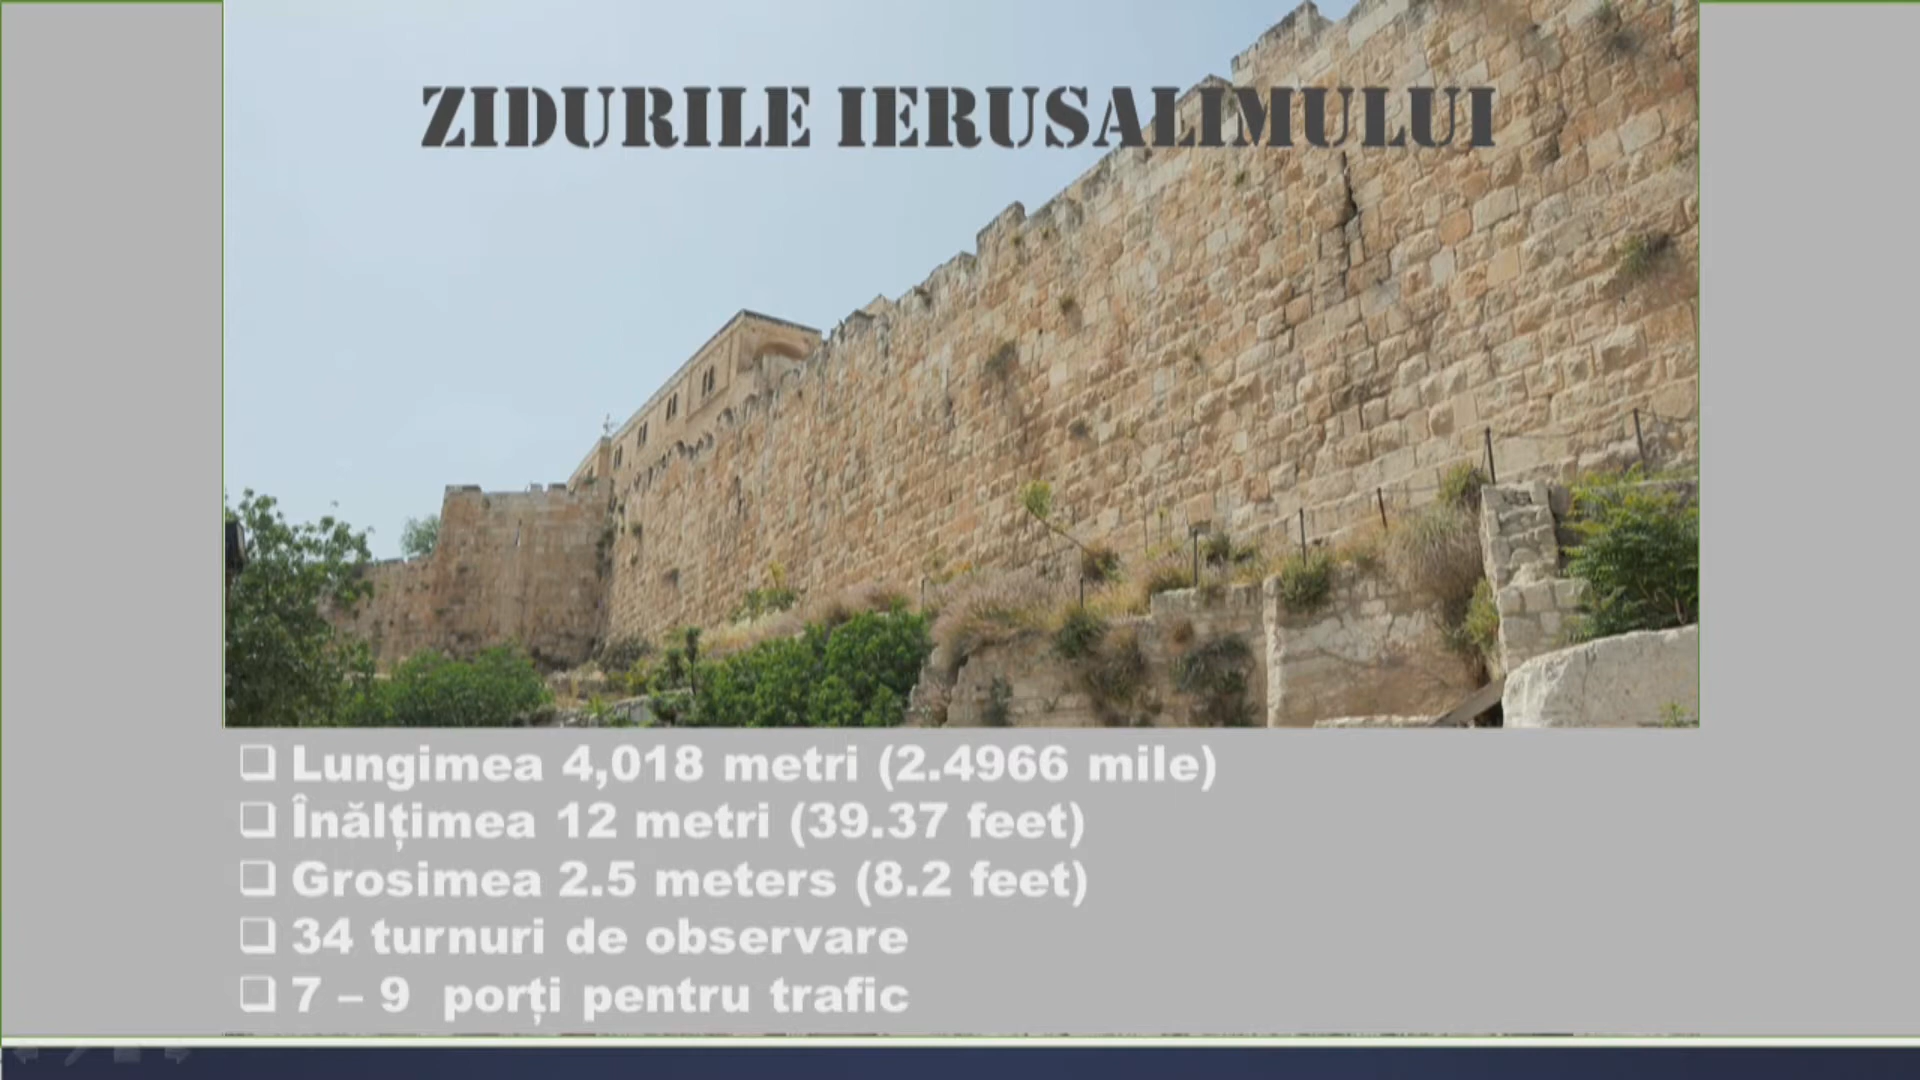 ZIDURILE IERUSALIMULUI
❑ Lungimea 4,018 metri (2.4966 mile)
❑ Înălțimea 12 metri (39.37 feet)
❑ Grosimea 2.5 meters (8.2 feet)
❑ 34 turnuri de observare
❑ 7 – 9  porți pentru trafic